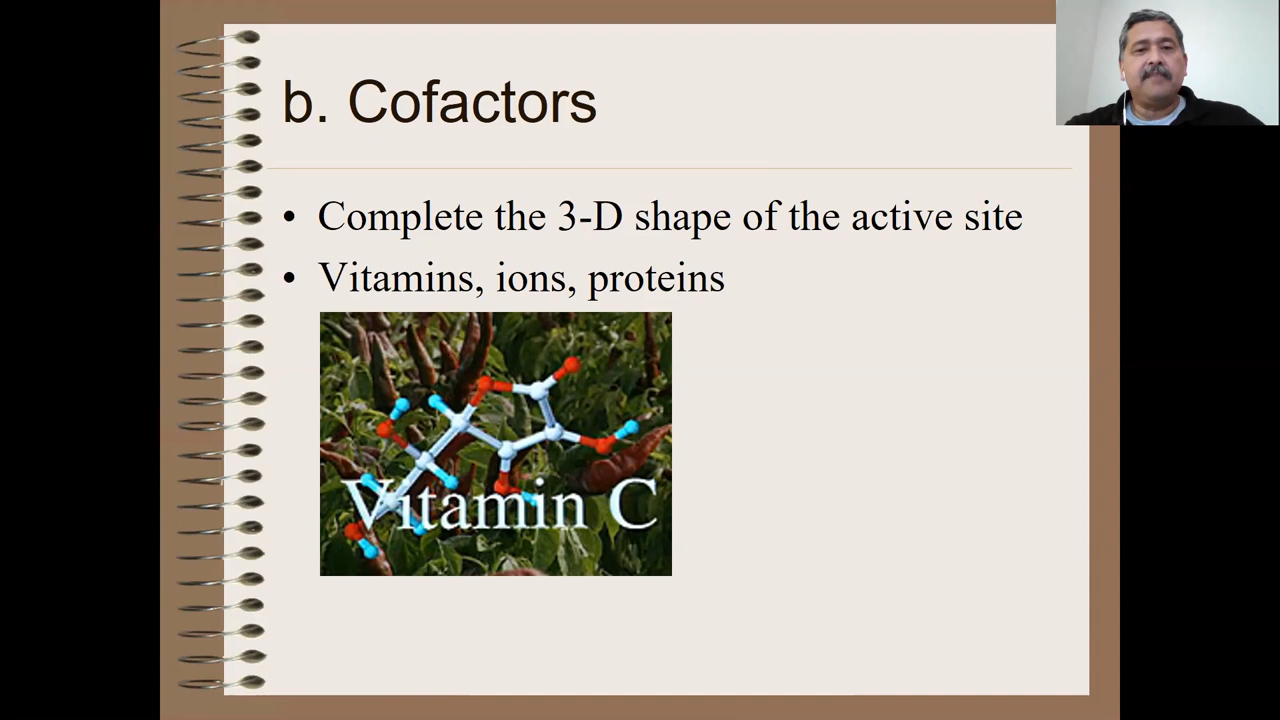 b. Cofactors
• Complete the 3-D shape of the active site
• Vitamins, ions, proteins
Vitamin C